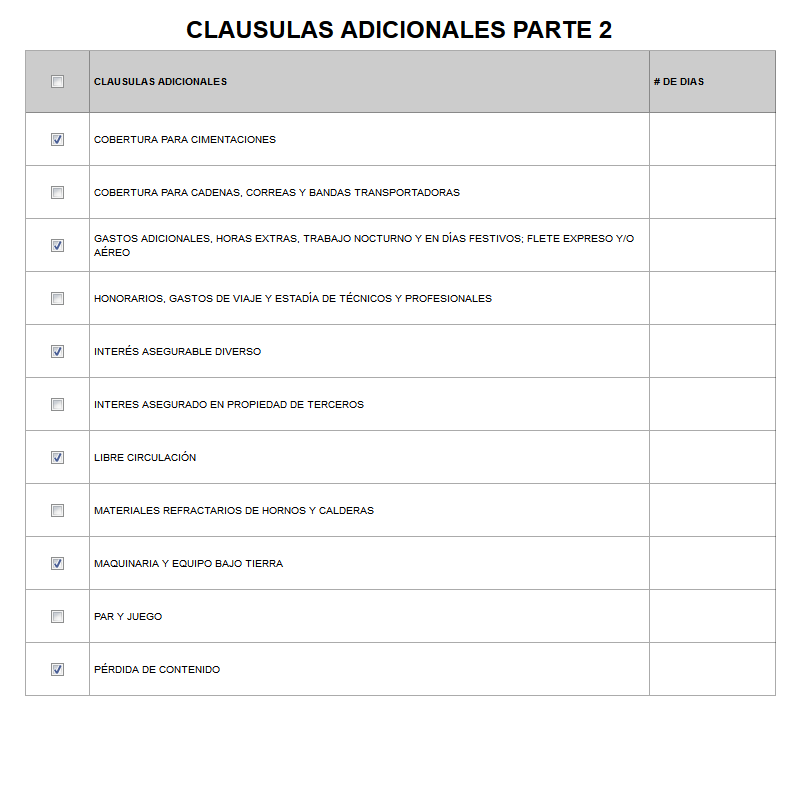 CLAUSULAS ADICIONALES PARTE 2
CLAUSULAS ADICIONALES # DE DIAS
COBERTURA PARA CIMENTACIONES
COBERTURA PARA CADENAS, CORREAS Y BANDAS TRANSPORTADORAS
GASTOS ADICIONALES, HORAS EXTRAS, TRABAJO NOCTURNO Y EN DÍAS FESTIVOS; FLETE EXPRESO Y/O
AÉREO
HONORARIOS, GASTOS DE VIAJE Y ESTADÍA DE TÉCNICOS Y PROFESIONALES
INTERÉS ASEGURABLE DIVERSO
INTERES ASEGURADO EN PROPIEDAD DE TERCEROS
LIBRE CIRCULACIÓN
MATERIALES REFRACTARIOS DE HORNOS Y CALDERAS
MAQUINARIA Y EQUIPO BAJO TIERRA
PAR Y JUEGO
PÉRDIDA DE CONTENIDO